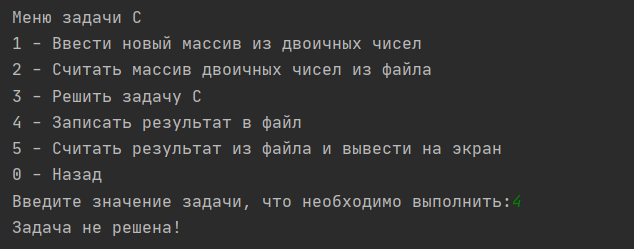 Меню задачи C
1 - Ввести новый массив из двоичных чисел
2 - Считать массив двоичных чисел из файла
3 - Решить задачу C
4 - Записать результат в файл
5 - Считать результат из файла и вывести на экран
0 - Назад
Введите значение задачи, что необходимо выполнить:4
Задача не решена!